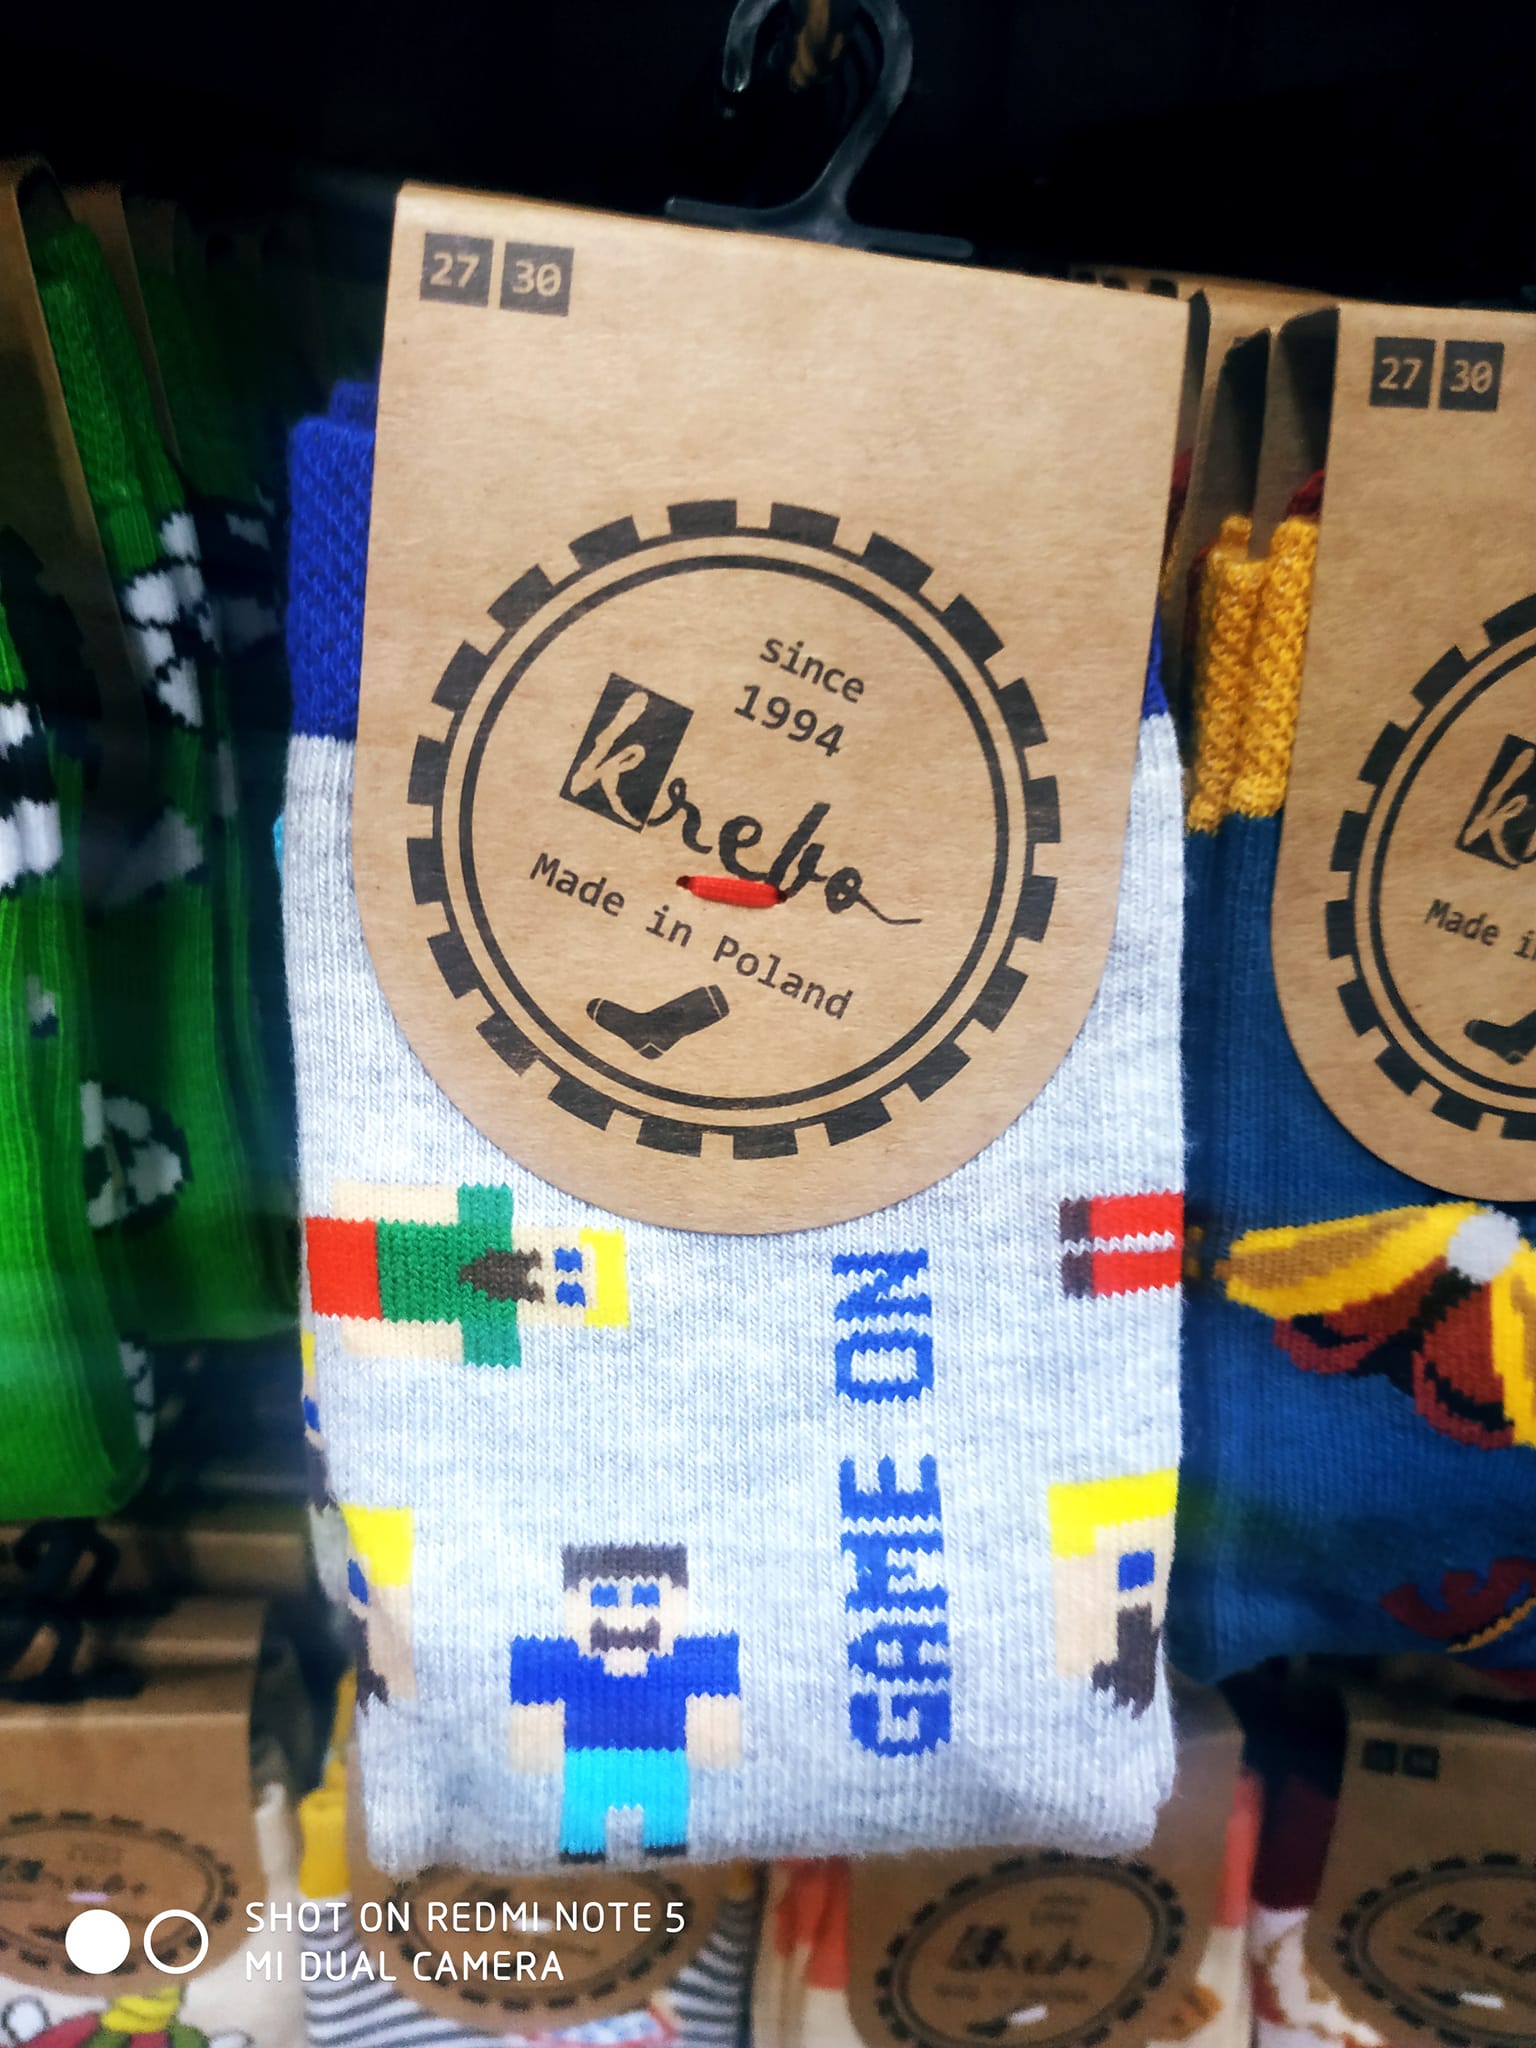 27 30
since
1994
krebo
Made in Poland
GAME ON
27 30
Made
SHOT ON REDMI NOTE 5
MI DUAL CAMERA